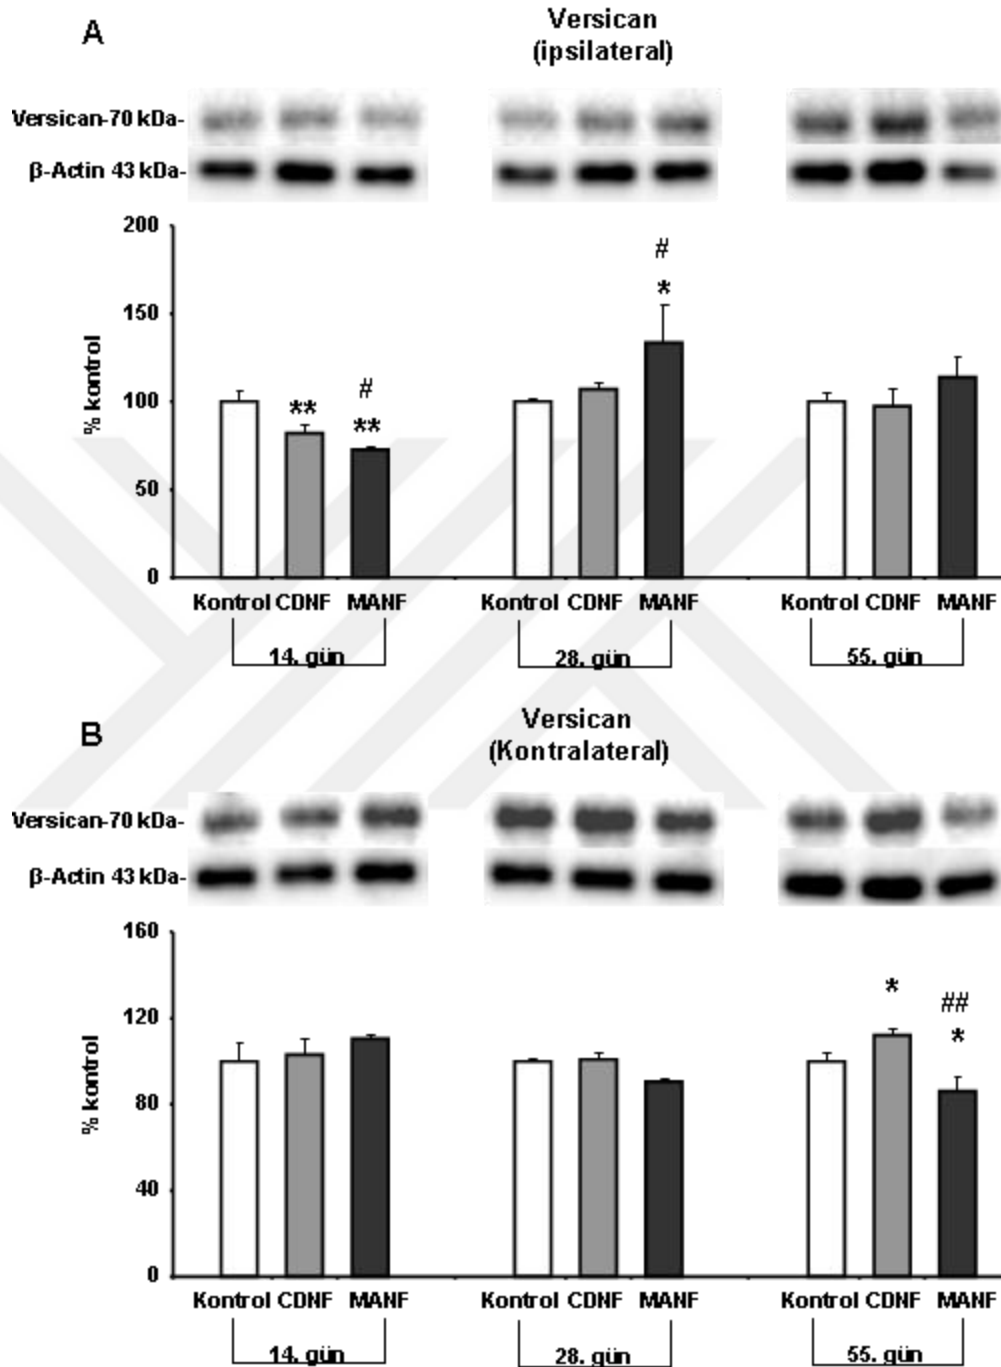 A
Versican
(ipsilateral)
Versican-70 kDa-
β-Actin 43 kDa-
200
#
150
*
% kontrol
#
100
**
**
50
0
Kontrol CDNF MANF
Kontrol CDNF MANF
Kontrol CDNF MANF
14. gün
28. gün
55. gün
B
Versican
(Kontralateral)
Versican-70 kDa-
β-Actin 43 kDa-
160
120
*
##
*
% kontrol
80
40
0
Kontrol CDNF MANF
Kontrol CDNF MANF
Kontrol CDNF MANF
14. gün
28. gün
55. gün